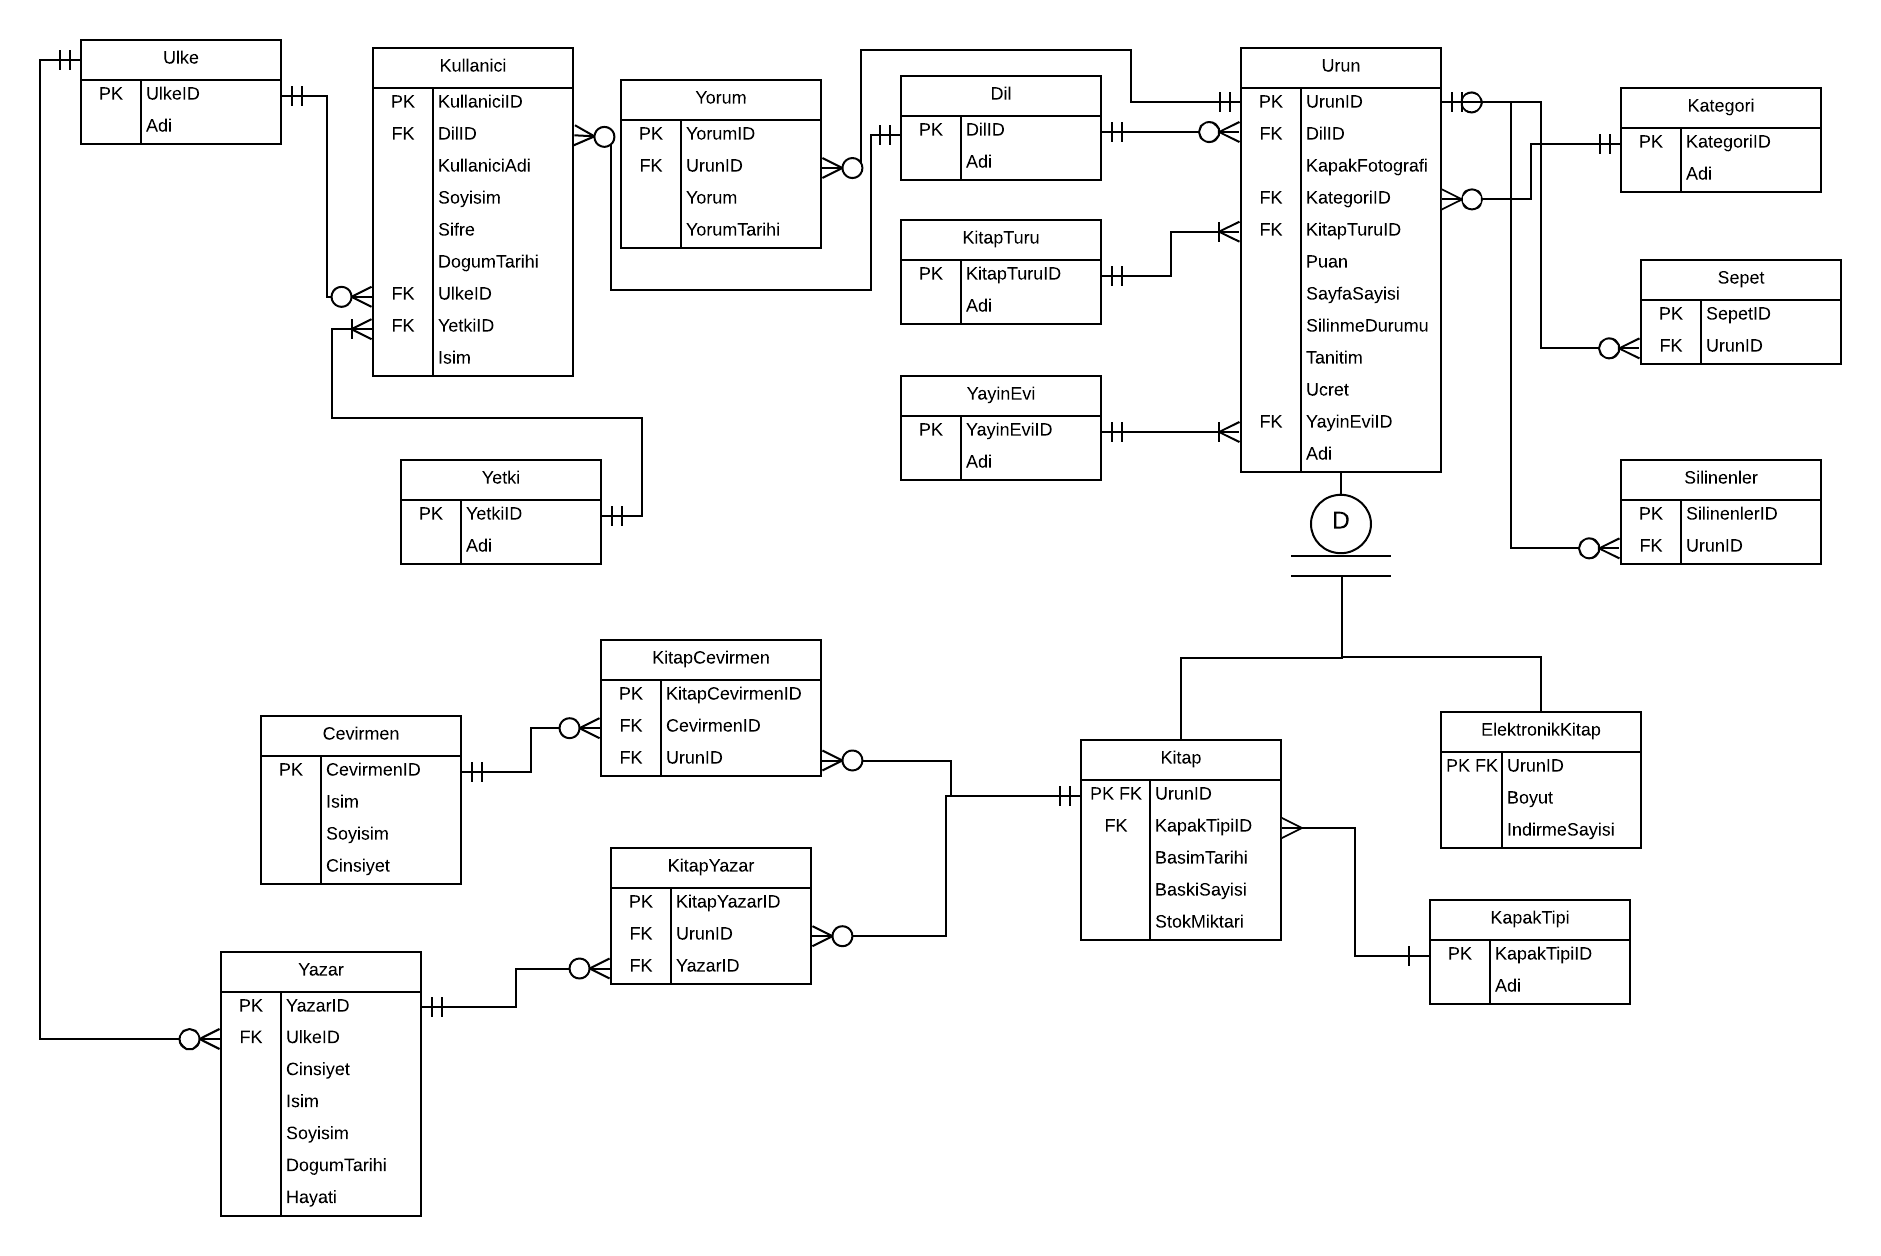 Ulke
PK UlkeID
Adi
Kullanici
PK KullaniciID
FK DilID
KullaniciAdi
Soyisim
Sifre
DogumTarihi
FK UlkeID
FK YetkiID
Isim
Yorum
PK YorumID
FK UrunID
Yorum
YorumTarihi
Dil
PK DilID
Adi
KitapTuru
PK KitapTuruID
Adi
YayinEvi
PK YayinEviID
Adi
Urun
PK UrunID
FK DilID
KapakFotografi
FK KategoriID
FK KitapTuruID
Puan
SayfaSayisi
SilinmeDurumu
Tanitim
Ucret
FK YayinEviID
Adi
Kategori
PK KategoriID
Adi
Sepet
PK SepetID
FK UrunID
Silinenler
PK SilinenlerID
FK UrunID
Yetki
PK YetkiID
Adi
D
KitapCevirmen
PK KitapCevirmenID
FK CevirmenID
FK UrunID
Cevirmen
PK CevirmenID
Isim
Soyisim
Cinsiyet
Kitap
PK FK UrunID
FK KapakTipiID
BasimTarihi
BaskiSayisi
StokMiktari
ElektronikKitap
PK FK UrunID
Boyut
IndirmeSayisi
KitapYazar
PK KitapYazarID
FK UrunID
FK YazarID
KapakTipi
PK KapakTipiID
Adi
Yazar
PK YazarID
FK UlkeID
Cinsiyet
Isim
Soyisim
DogumTarihi
Hayati